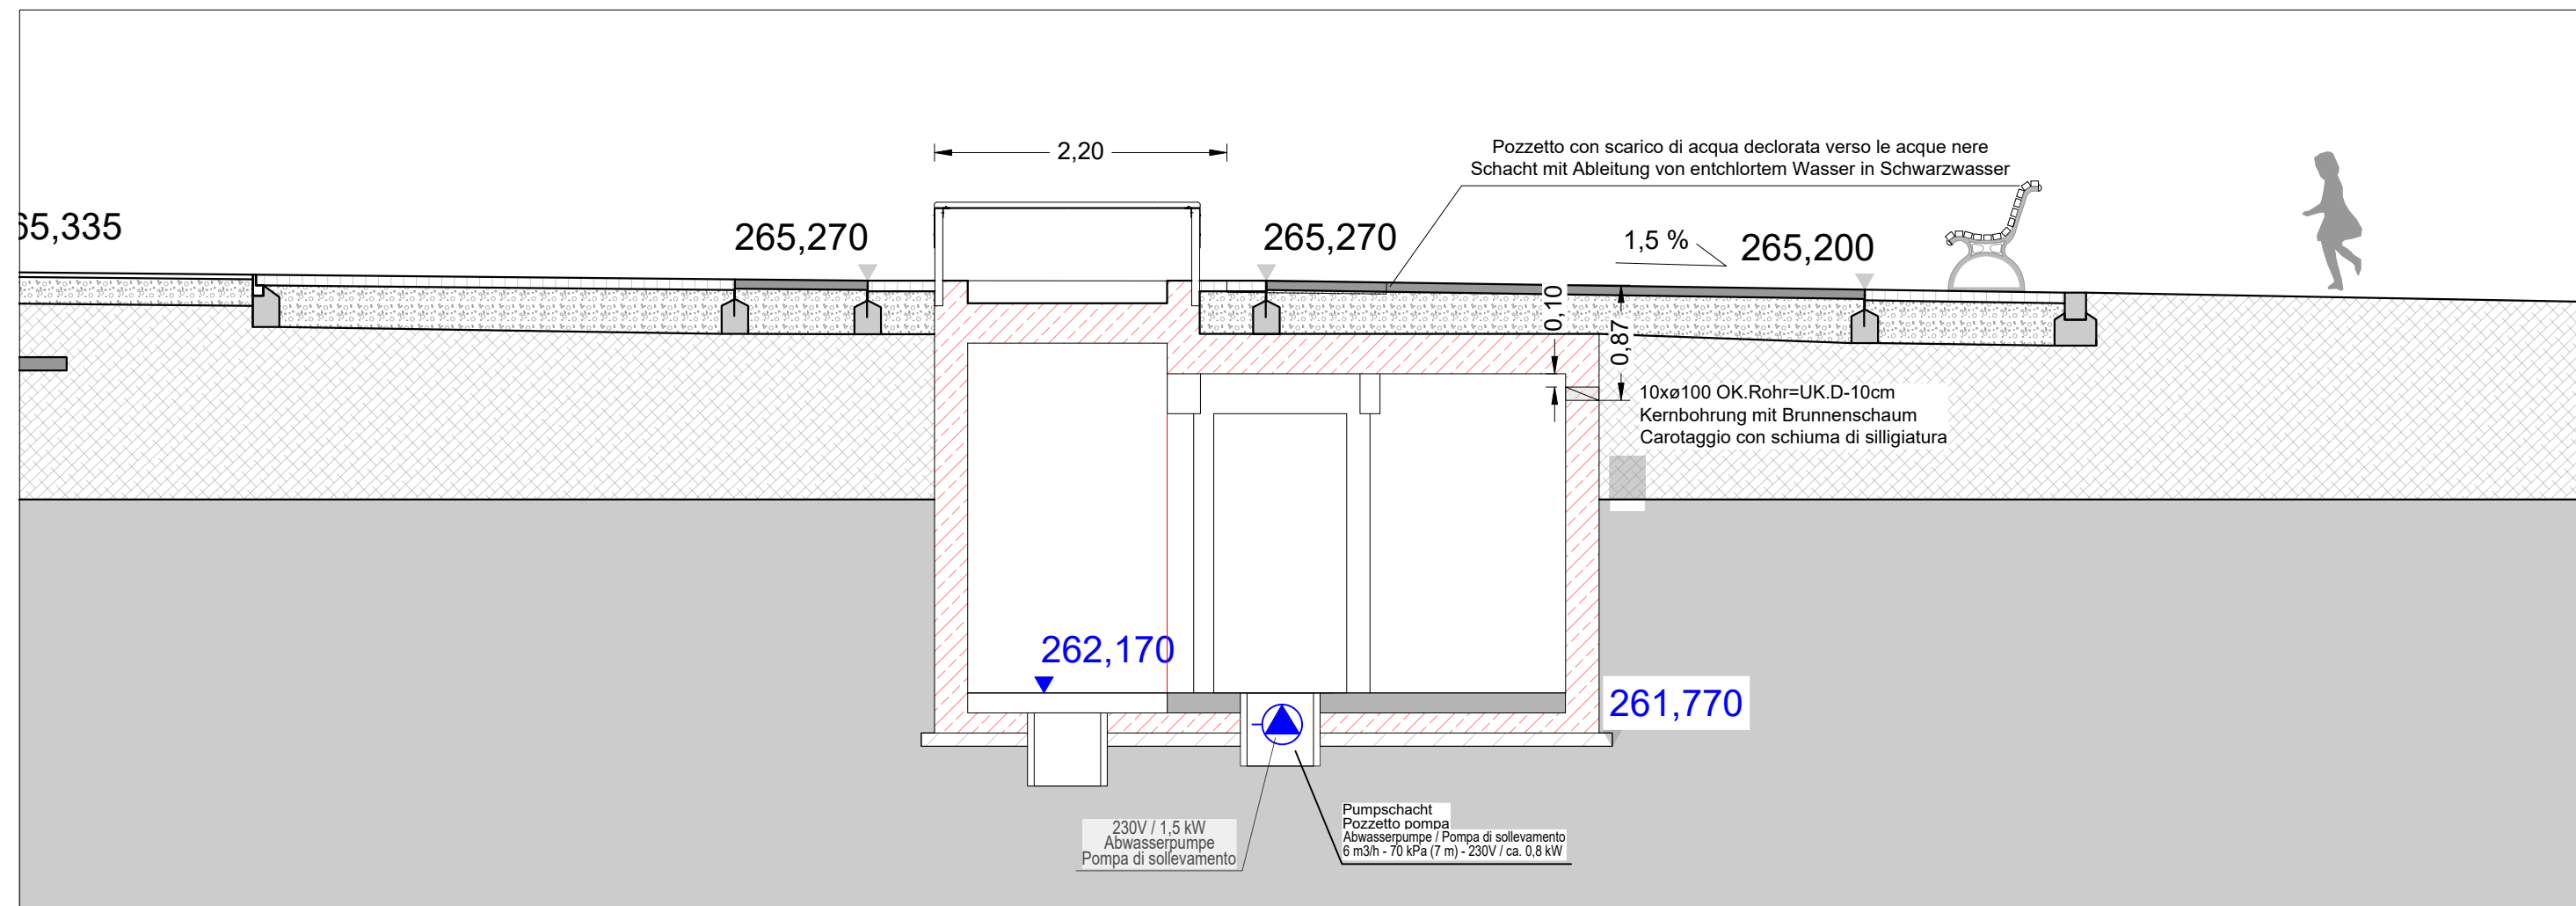 2,20
Pozzetto con scarico di acqua declorata verso le acque nere
Schacht mit Ableitung von entchlortem Wasser in Schwarzwasser
65,335
265,270
265,270
1,5 %
265,200
0,10
0,87
10xø100 OK.Rohr=UK.D-10cm
Kernbohrung mit Brunnenschaum
Carotaggio con schiuma di silligiatura
262,170
261,770
230V / 1,5 kW
Abwasserpumpe
Pompa di sollevamento
Pumpschacht
Pozzetto pompa
Abwasserpumpe / Pompa di sollevamento
6 m3/h - 70 kPa (7 m) - 230V / ca. 0,8 kW